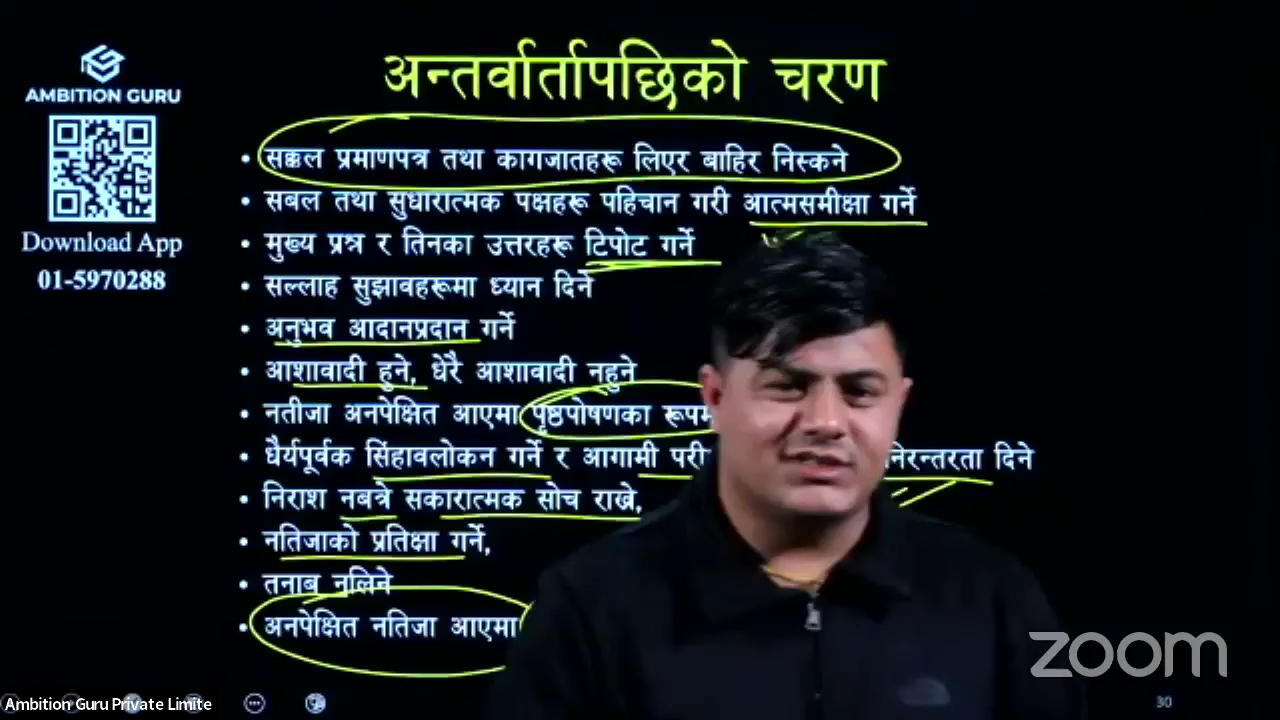 AMBITION GURU
Download App
01-5970288
अन्तर्वार्तापछिको चरण
• सक्कल प्रमाणपत्र तथा कागजातहरू लिएर बाहिर निस्कने
• सबल तथा सुधारात्मक पक्षहरू पहिचान गरी आत्मसमीक्षा गर्ने
• मुख्य प्रश्न र तिनका उत्तरहरू टिपोट गर्ने
• सल्लाह सुझावहरूमा ध्यान दिने
• अनुभव आदानप्रदान गर्ने
• आशावादी हुने, धेरै आशावादी नहुने
• नतीजा अनपेक्षित आएमा पृष्ठपोषणका
• धैर्यपूर्वक सिंहावलोकन गर्ने र आगामी निरन्तरता दिने
• निराश नबन्ने सकारात्मक सोच राख्ने,
• नतिजाको प्रतिक्षा गर्ने,
• तनाब नलिने
• अनपेक्षित नतिजा आएमा
zoom
Ambition Guru Private Limite
30